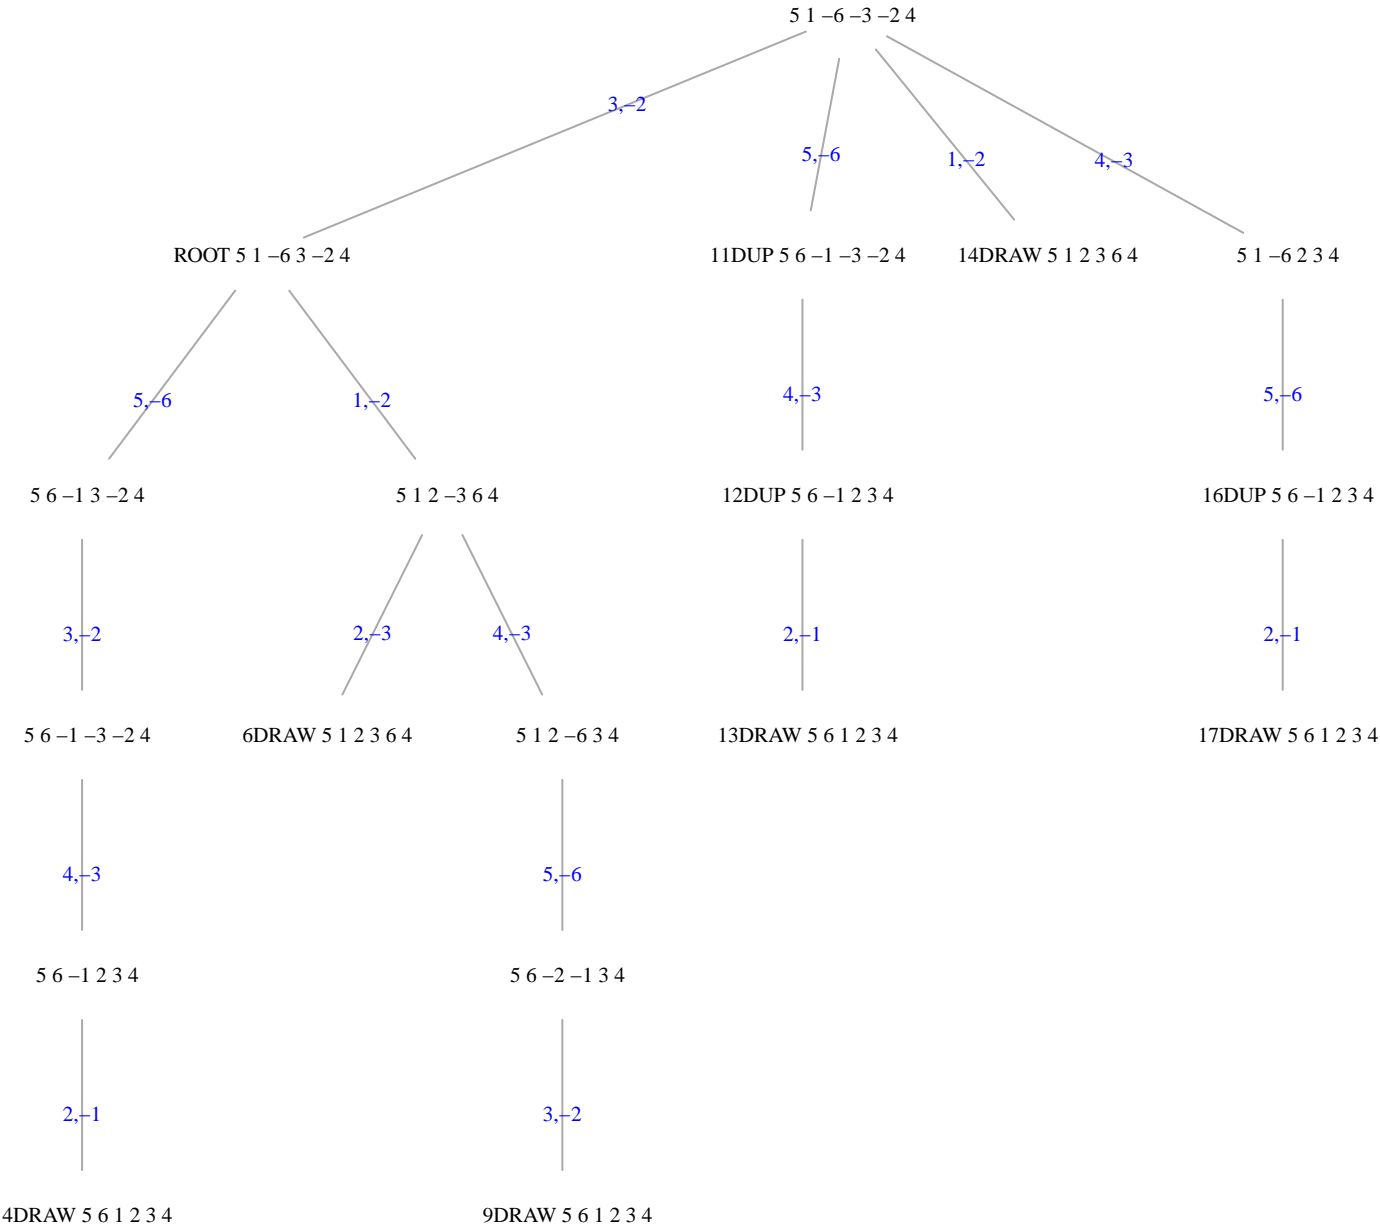 5 1 –6 –3 –2 4
3,–2
5,–6
1,–2
4,–3
ROOT 5 1 –6 3 –2 4
11DUP 5 6 –1 –3 –2 4
14DRAW 5 1 2 3 6 4
5 1 –6 2 3 4
5,–6
1,–2
4,–3
5,–6
5 6 –1 3 –2 4
5 1 2 –3 6 4
12DUP 5 6 –1 2 3 4
16DUP 5 6 –1 2 3 4
3,–2
2,–3
4,–3
2,–1
2,–1
5 6 –1 –3 –2 4
6DRAW 5 1 2 3 6 4
5 1 2 –6 3 4
13DRAW 5 6 1 2 3 4
17DRAW 5 6 1 2 3 4
4,–3
5,–6
5 6 –1 2 3 4
5 6 –2 –1 3 4
2,–1
3,–2
4DRAW 5 6 1 2 3 4
9DRAW 5 6 1 2 3 4